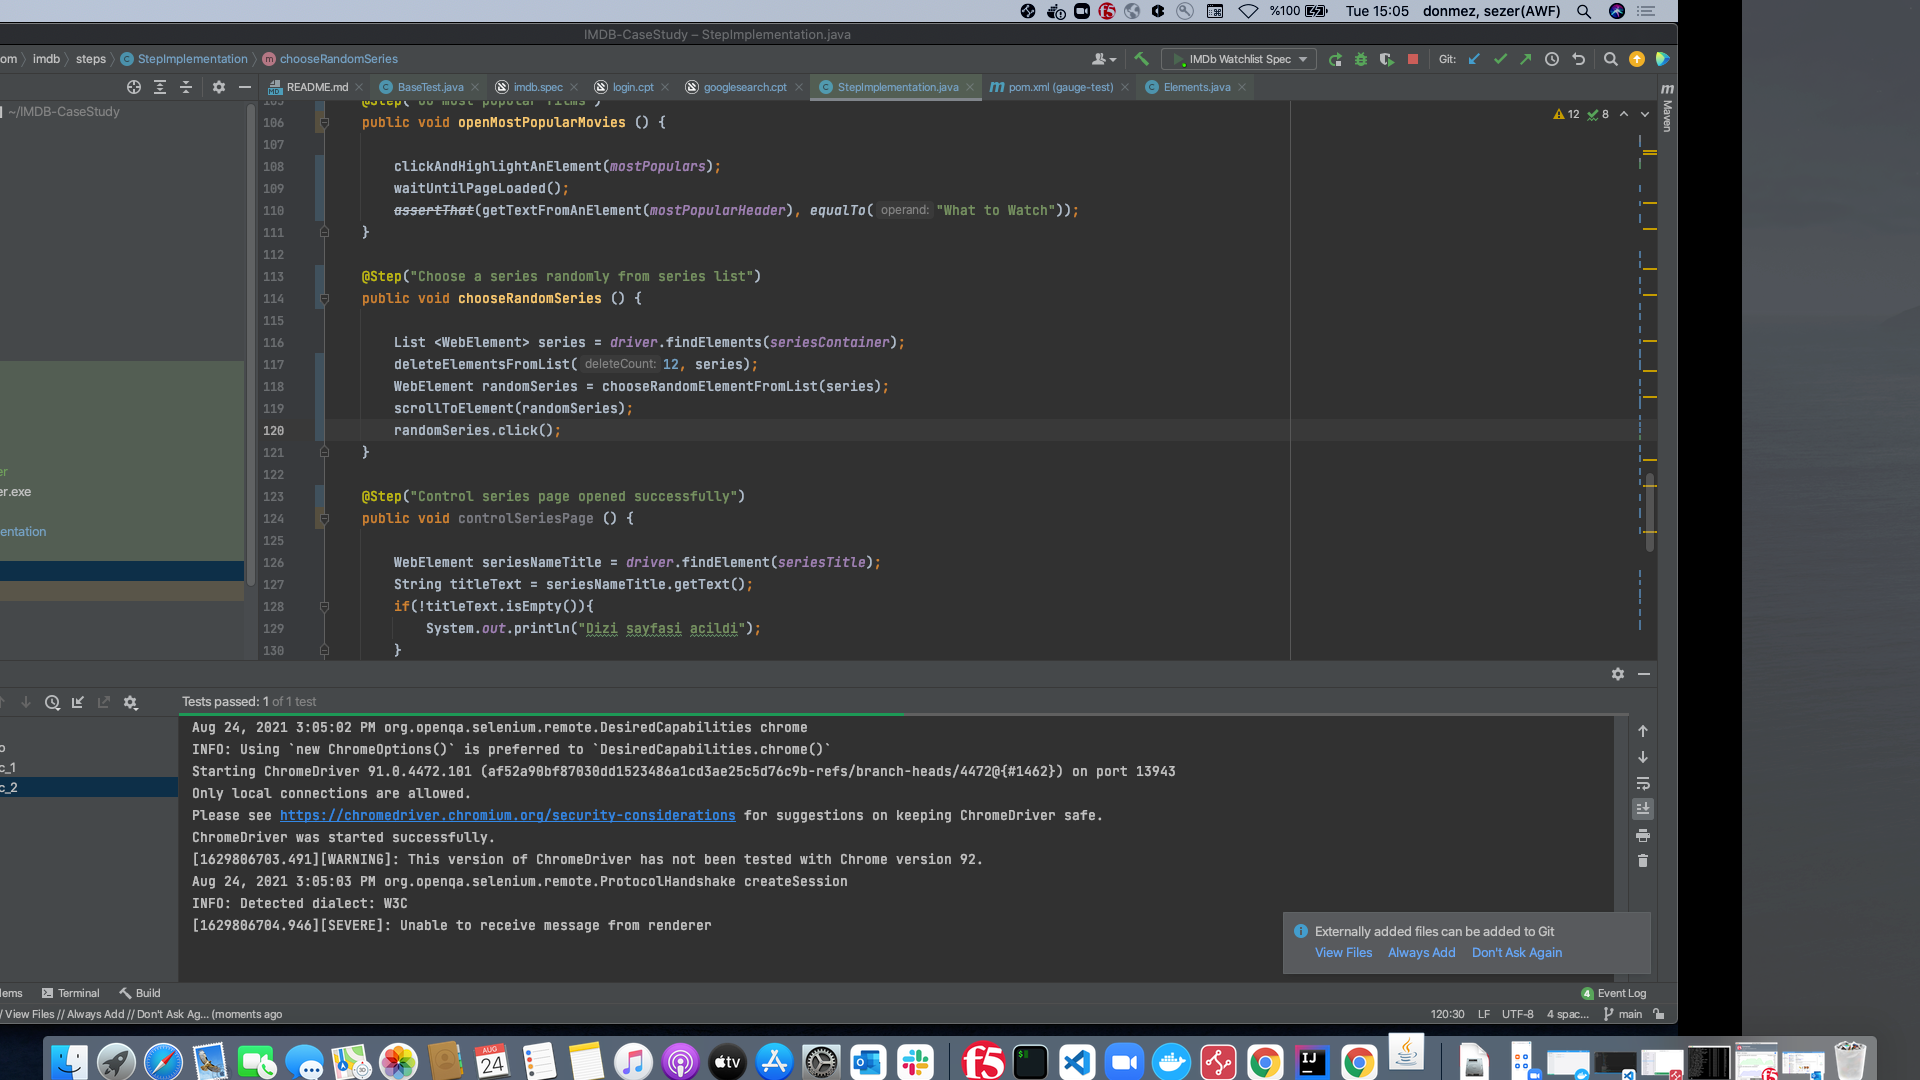 %100 Tue 15:05 donmez, sezer(AWF)
IMDB-CaseStudy – StepImplementation.java
om imdb steps StepImplementation chooseRandomSeries
IMDb Watchlist Spec Git:
README.md BaseTest.java imdb.spec login.cpt googlesearch.cpt StepImplementation.java pom.xml (gauge-test) Elements.java
~/IMDB-CaseStudy
12 8
m Maven
106 public void openMostPopularMovies () {
107
108 clickAndHighlightAnElement(mostPopulars);
109 waitUntilPageLoaded();
110 assertThat(getTextFromAnElement(mostPopularHeader), equalTo( operand: "What to Watch"));
111 }
112
113 @Step("Choose a series randomly from series list")
114 public void chooseRandomSeries () {
115
116 List <WebElement> series = driver.findElements(seriesContainer);
117 deleteElementsFromList( deleteCount: 12, series);
118 WebElement randomSeries = chooseRandomElementFromList(series);
119 scrollToElement(randomSeries);
120 randomSeries.click();
121 }
122
123 @Step("Control series page opened successfully")
124 public void controlSeriesPage () {
125
126 WebElement seriesNameTitle = driver.findElement(seriesTitle);
127 String titleText = seriesNameTitle.getText();
128 if(!titleText.isEmpty()){
129 System.out.println("Dizi sayfasi acildi");
130 }
er
er.exe
entation
Tests passed: 1 of 1 test
o
c_1
c_2
Aug 24, 2021 3:05:02 PM org.openqa.selenium.remote.DesiredCapabilities chrome
INFO: Using `new ChromeOptions()` is preferred to `DesiredCapabilities.chrome()`
Starting ChromeDriver 91.0.4472.101 (af52a90bf87030dd1523486a1cd3ae25c5d76c9b-refs/branch-heads/4472@{#1462}) on port 13943
Only local connections are allowed.
Please see https://chromedriver.chromium.org/security-considerations for suggestions on keeping ChromeDriver safe.
ChromeDriver was started successfully.
[1629806703.491][WARNING]: This version of ChromeDriver has not been tested with Chrome version 92.
Aug 24, 2021 3:05:03 PM org.openqa.selenium.remote.ProtocolHandshake createSession
INFO: Detected dialect: W3C
[1629806704.946][SEVERE]: Unable to receive message from renderer
Externally added files can be added to Git
View Files Always Add Don't Ask Again
lems Terminal Build 4 Event Log
/ View Files // Always Add // Don't Ask Ag... (moments ago 120:30 LF UTF-8 4 spac... main
AUG 24 tv f5 IJ